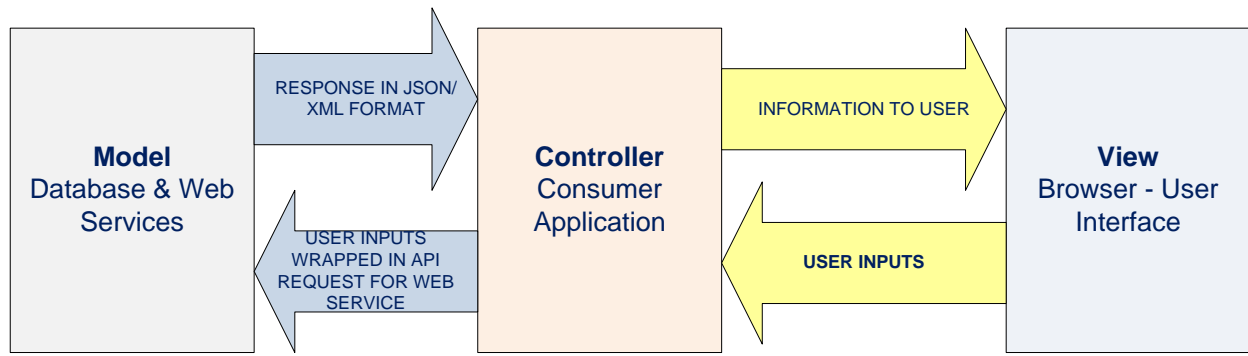 Model
Database & Web
Services
RESPONSE IN JSON/
XML FORMAT
USER INPUTS
WRAPPED IN API
REQUEST FOR WEB
SERVICE
Controller
Consumer
Application
INFORMATION TO USER
USER INPUTS
View
Browser - User
Interface